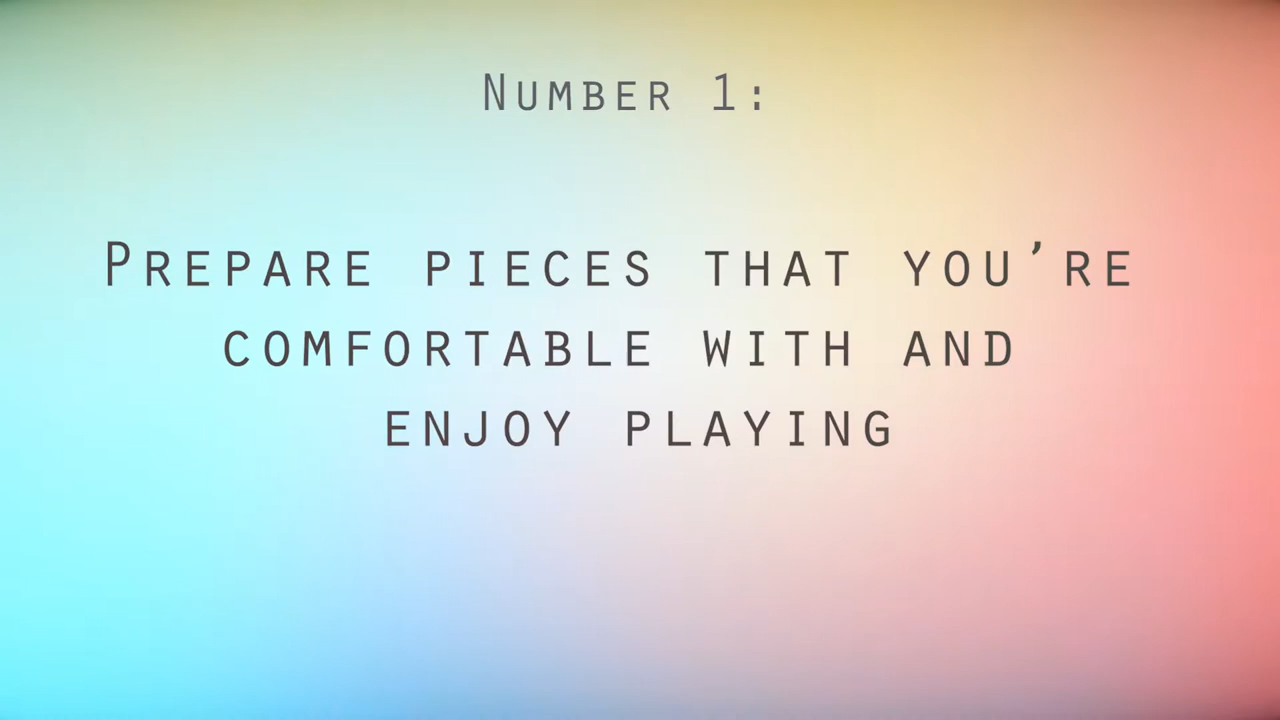 Number 1:
Prepare pieces that you're
comfortable with and
enjoy playing